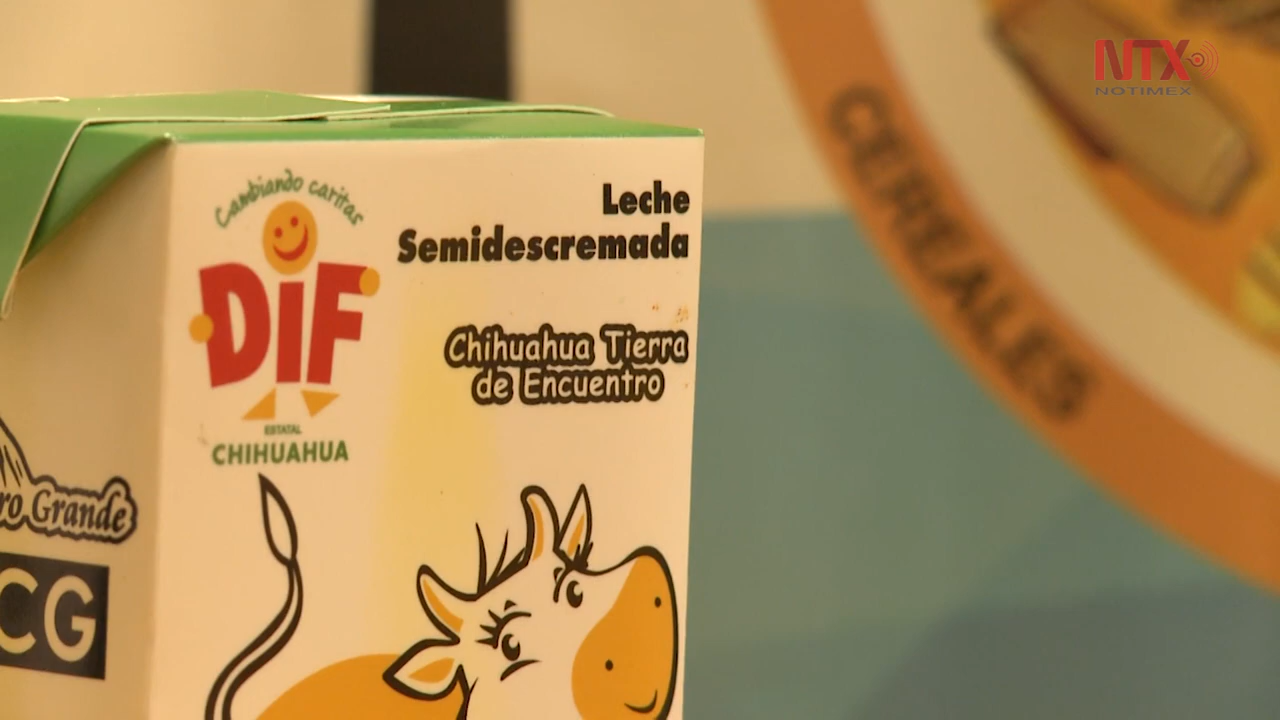 NTX
NOTIMEX
CEREALES
Cambiando caritas
DIF
ESTATAL
CHIHUAHUA
Leche
Semidescremada
Chihuahua Tierra
de Encuentro
Grande
CG